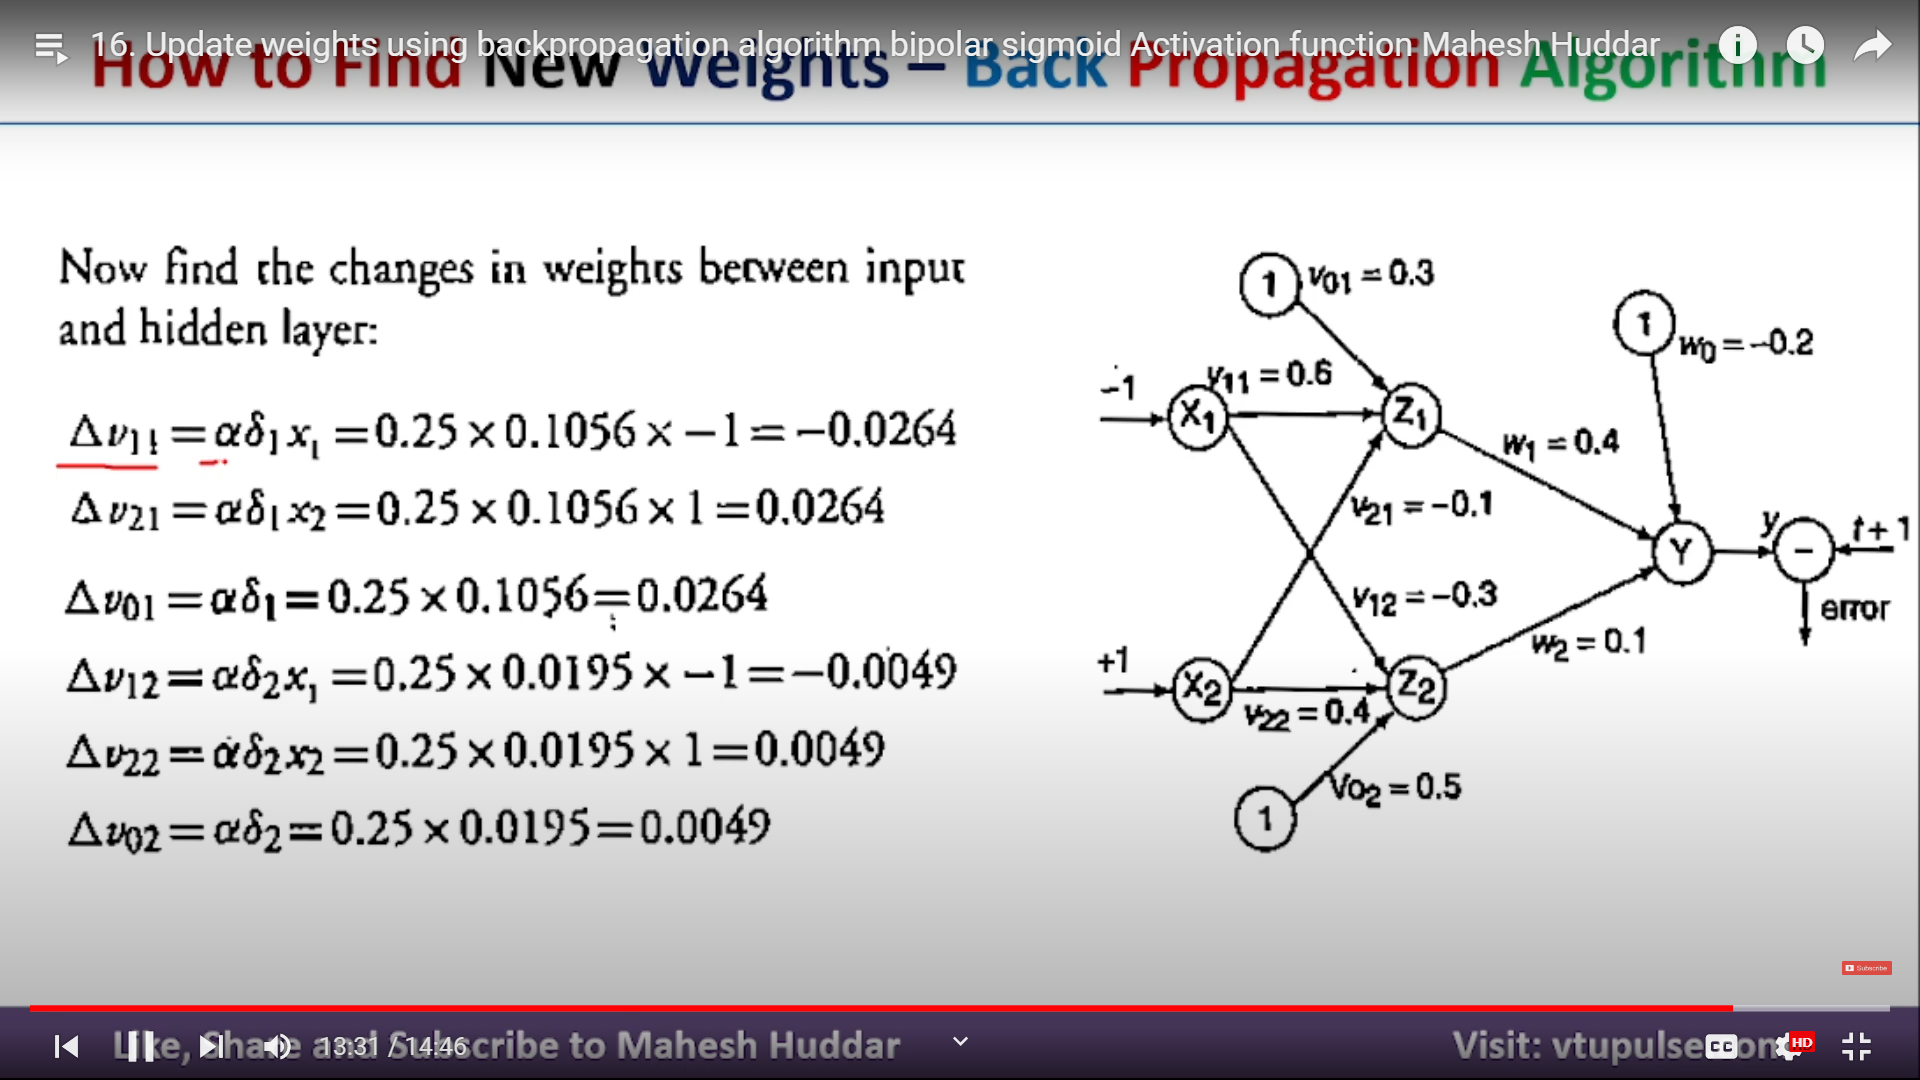 16. Update weights using backpropagation algorithm bipolar sigmoid Activation function Mahesh Huddar
How to Find New Weights – Back Propagation Algorithm
Now find the changes in weights between input
and hidden layer:
Δv11 = αδ1x1 = 0.25 × 0.1056 × −1 = −0.0264
Δv21 = αδ1x2 = 0.25 × 0.1056 × 1 = 0.0264
Δv01 = αδ1 = 0.25 × 0.1056 = 0.0264
Δv12 = αδ2x1 = 0.25 × 0.0195 × −1 = −0.0049
Δv22 = αδ2x2 = 0.25 × 0.0195 × 1 = 0.0049
Δv02 = αδ2 = 0.25 × 0.0195 = 0.0049
1
v01 = 0.3
1
w0 = −0.2
−1
v11 = 0.6
X1
Z1
w1 = 0.4
v21 = −0.1
Y
y
−
t+1
v12 = −0.3
error
+1
w2 = 0.1
X2
Z2
v22 = 0.4
v02 = 0.5
1
Subscribe
Like, Share and Subscribe to Mahesh Huddar
13:31 / 14:46
Visit: vtupulse.com
CC
HD